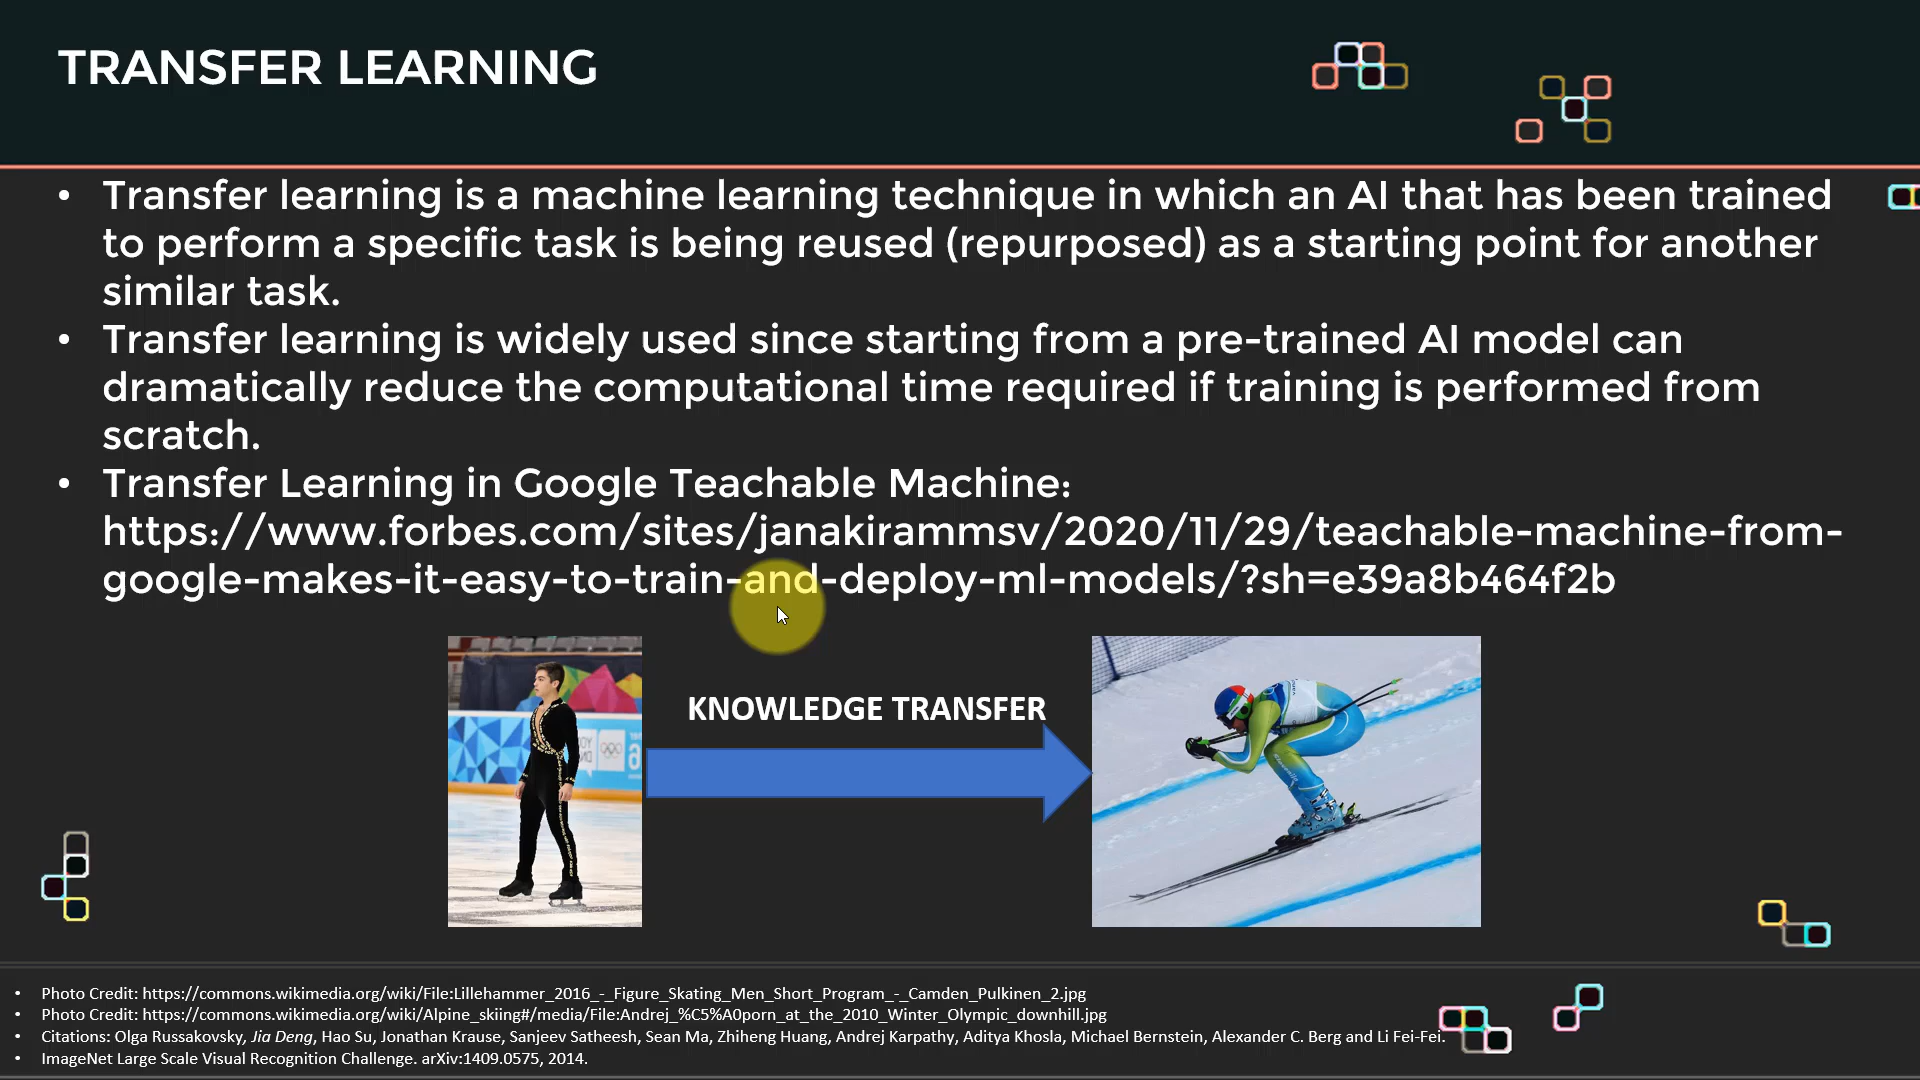 TRANSFER LEARNING
• Transfer learning is a machine learning technique in which an AI that has been trained
to perform a specific task is being reused (repurposed) as a starting point for another
similar task.
• Transfer learning is widely used since starting from a pre-trained AI model can
dramatically reduce the computational time required if training is performed from
scratch.
• Transfer Learning in Google Teachable Machine:
https://www.forbes.com/sites/janakirammsv/2020/11/29/teachable-machine-from-
google-makes-it-easy-to-train-and-deploy-ml-models/?sh=e39a8b464f2b
KNOWLEDGE TRANSFER
• Photo Credit: https://commons.wikimedia.org/wiki/File:Lillehammer_2016_-_Figure_Skating_Men_Short_Program_-_Camden_Pulkinen_2.jpg
• Photo Credit: https://commons.wikimedia.org/wiki/Alpine_skiing#/media/File:Andrej_%C5%A0porn_at_the_2010_Winter_Olympic_downhill.jpg
• Citations: Olga Russakovsky, Jia Deng, Hao Su, Jonathan Krause, Sanjeev Satheesh, Sean Ma, Zhiheng Huang, Andrej Karpathy, Aditya Khosla, Michael Bernstein, Alexander C. Berg and Li Fei-Fei.
• ImageNet Large Scale Visual Recognition Challenge. arXiv:1409.0575, 2014.